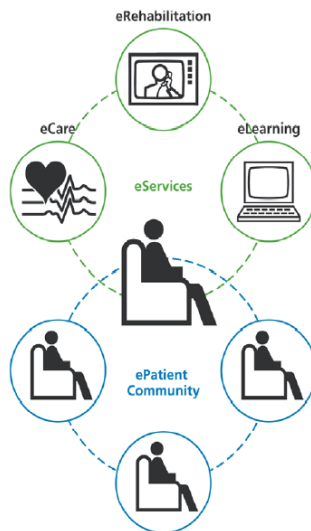 eRehabilitation
eCare
eLearning
eServices
ePatient
Community